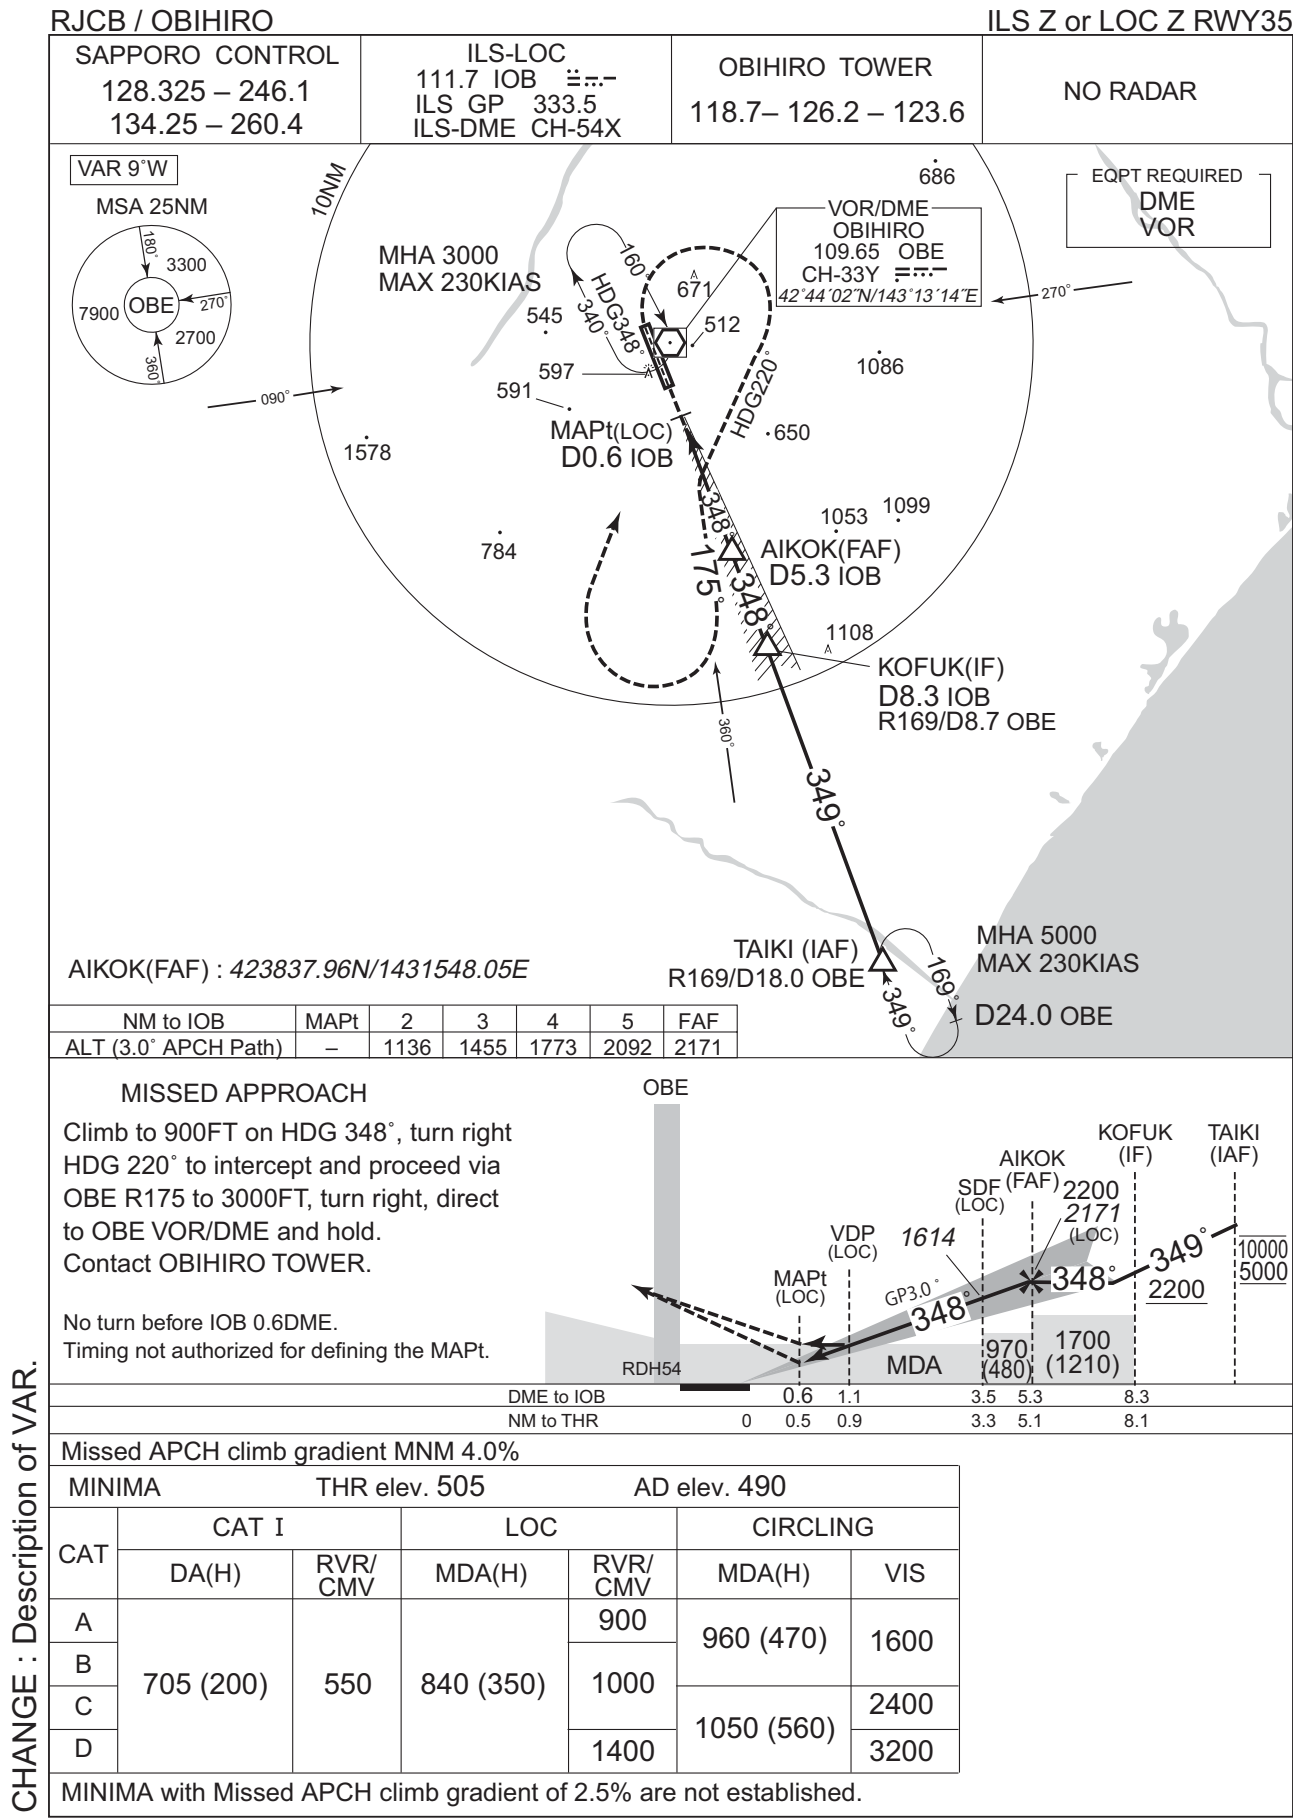 RJCB / OBIHIRO
ILS Z or LOC Z RWY35
SAPPORO CONTROL
128.325 – 246.1
134.25 – 260.4
ILS-LOC
111.7 IOB
ILS GP 333.5
ILS-DME CH-54X
OBIHIRO TOWER
118.7– 126.2 – 123.6
NO RADAR
VAR 9°W
MSA 25NM
180°
3300
OBE
270°
7900
2700
360°
10NM
090°
MHA 3000
MAX 230KIAS
160°
HDG348°
340°
686
VOR/DME
OBIHIRO
109.65 OBE
CH-33Y
42°44´02˝N/143°13´14˝E
EQPT REQUIRED
DME
VOR
270°
671
545
512
597
591
1086
HDG220°
MAPt(LOC)
D0.6 IOB
650
1578
784
348°
1053
1099
AIKOK(FAF)
D5.3 IOB
175°
348°
1108
KOFUK(IF)
D8.3 IOB
R169/D8.7 OBE
360°
349°
TAIKI (IAF)
R169/D18.0 OBE
MHA 5000
MAX 230KIAS
169°
349°
D24.0 OBE
AIKOK(FAF) : 423837.96N/1431548.05E
NM to IOB MAPt 2 3 4 5 FAF
ALT (3.0° APCH Path) – 1136 1455 1773 2092 2171
MISSED APPROACH
Climb to 900FT on HDG 348°, turn right
HDG 220° to intercept and proceed via
OBE R175 to 3000FT, turn right, direct
to OBE VOR/DME and hold.
Contact OBIHIRO TOWER.
No turn before IOB 0.6DME.
Timing not authorized for defining the MAPt.
OBE
KOFUK
(IF)
TAIKI
(IAF)
AIKOK
(FAF)
SDF
(LOC)
2200
2171
(LOC)
1614
VDP
(LOC)
MAPt
(LOC)
GP3.0°
348°
348°
349°
10000
5000
2200
RDH54
MDA
970
(480)
1700
(1210)
DME to IOB 0.6 1.1 3.5 5.3 8.3
NM to THR 0 0.5 0.9 3.3 5.1 8.1
Missed APCH climb gradient MNM 4.0%
MINIMA THR elev. 505 AD elev. 490
CAT
CAT I
LOC
CIRCLING
DA(H)
RVR/
CMV
MDA(H)
RVR/
CMV
MDA(H)
VIS
A
B
C
D
705 (200)
550
840 (350)
900
1000
1400
960 (470)
1050 (560)
1600
2400
3200
MINIMA with Missed APCH climb gradient of 2.5% are not established.
CHANGE : Description of VAR.